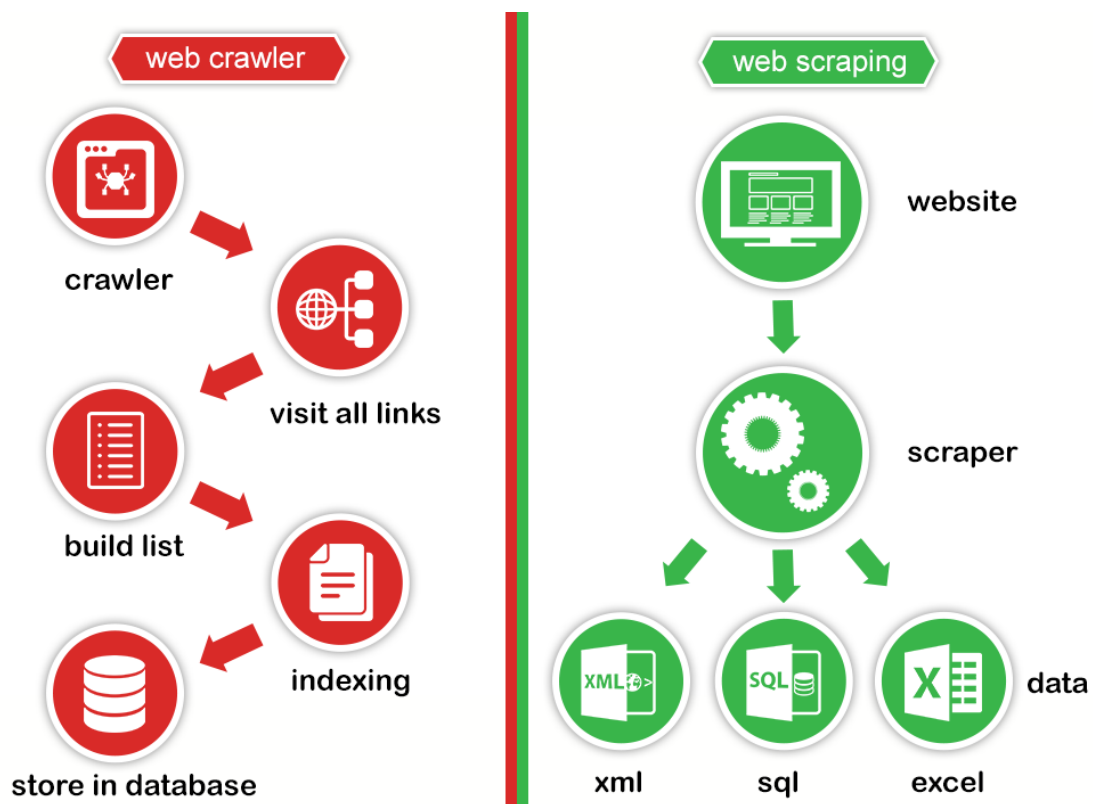 web crawler
crawler
visit all links
build list
indexing
store in database
web scraping
website
scraper
XML
SQL
X
data
xml
sql
excel